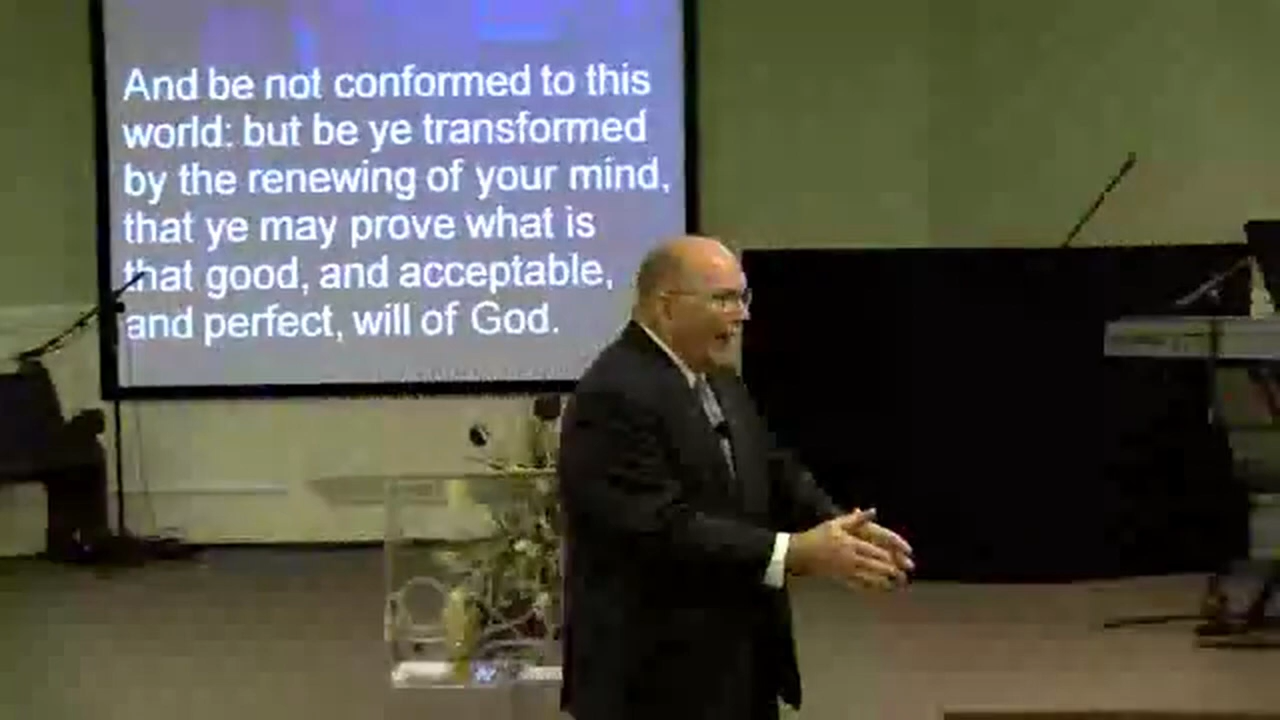 And be not conformed to this
world: but be ye transformed
by the renewing of your mind,
that ye may prove what is
that good, and acceptable,
and perfect, will of God.